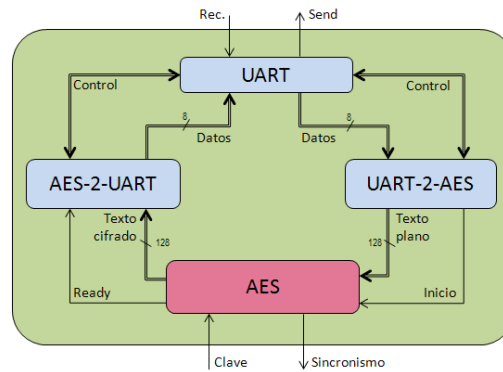 Rec.
Send
UART
Control
Control
8
Datos
8
Datos
AES-2-UART
UART-2-AES
Texto
cifrado
128
Texto
plano
128
AES
Ready
Inicio
Clave
Sincronismo